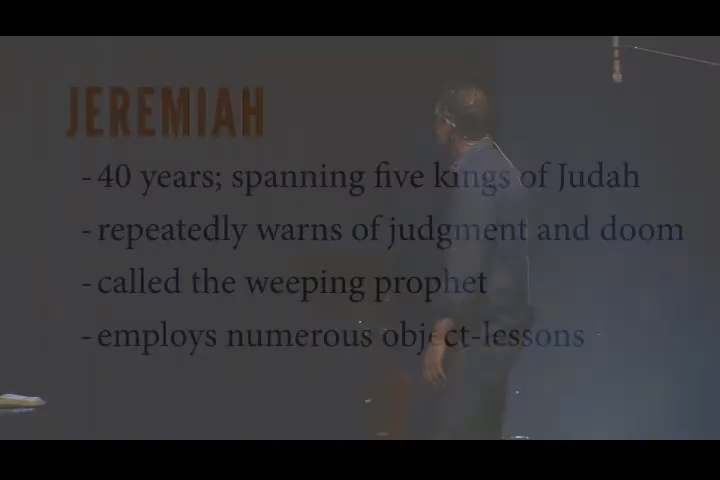 JEREMIAH
- 40 years; spanning five kings of Judah
- repeatedly warns of judgment and doom
- called the weeping prophet
- employs numerous object-lessons